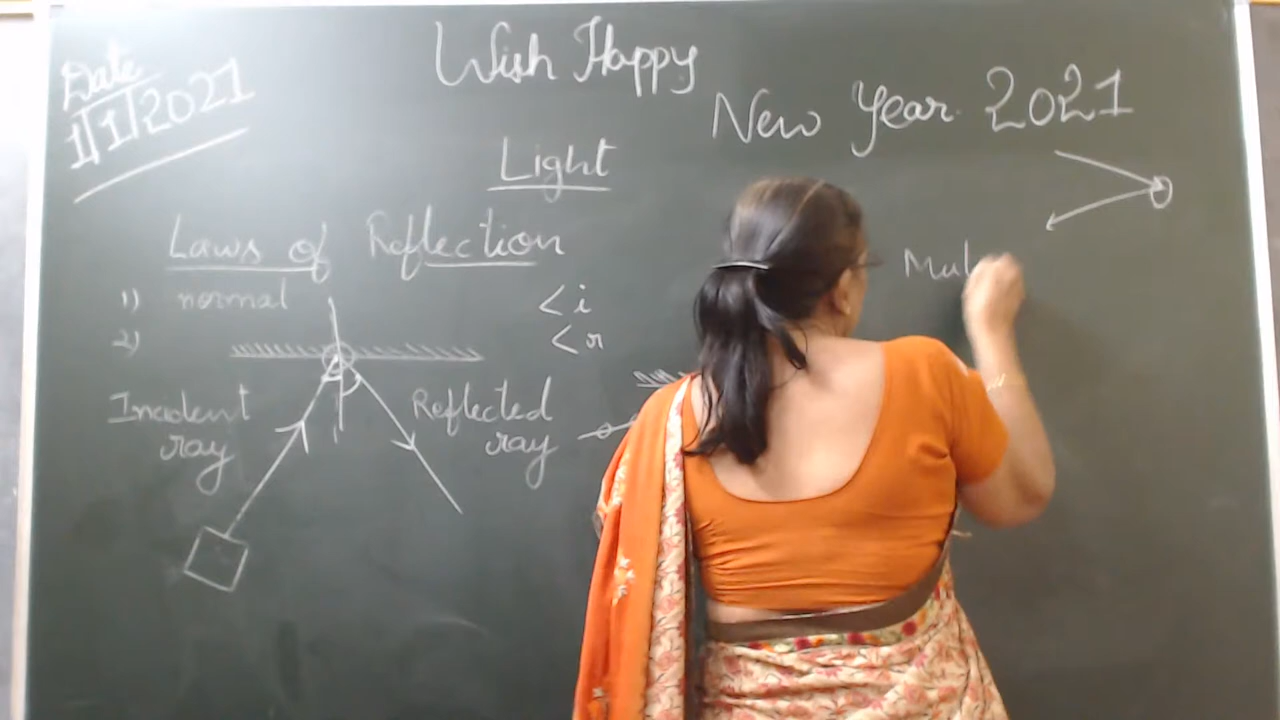 Date
1/1/2021
Wish Happy
New Year 2021
Light
Laws of Reflection
1) normal
<i
2)
<r
Incident ray
Reflected ray
Mul